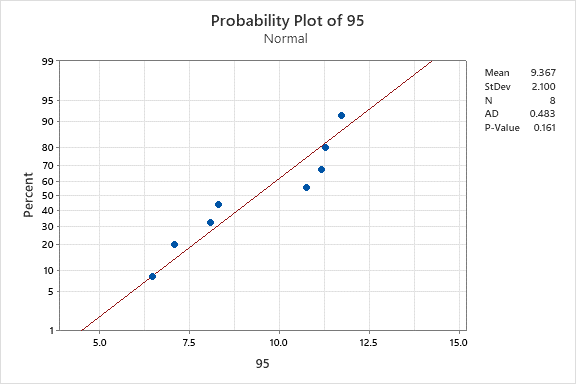 Probability Plot of 95
Normal
Mean 9.367
StDev 2.100
N 8
AD 0.483
P-Value 0.161
Percent
99
95
90
80
70
60
50
40
30
20
10
5
1
5.0 7.5 10.0 12.5 15.0
95